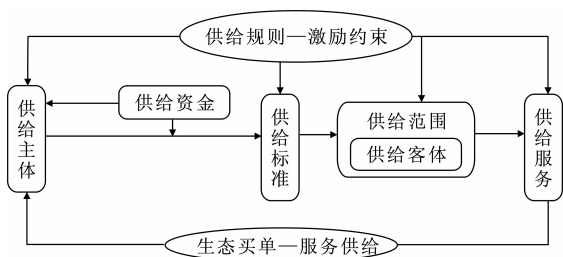 供给规则—激励约束
供给主体
供给资金
供给标准
供给范围
供给客体
供给服务
生态买单—服务供给